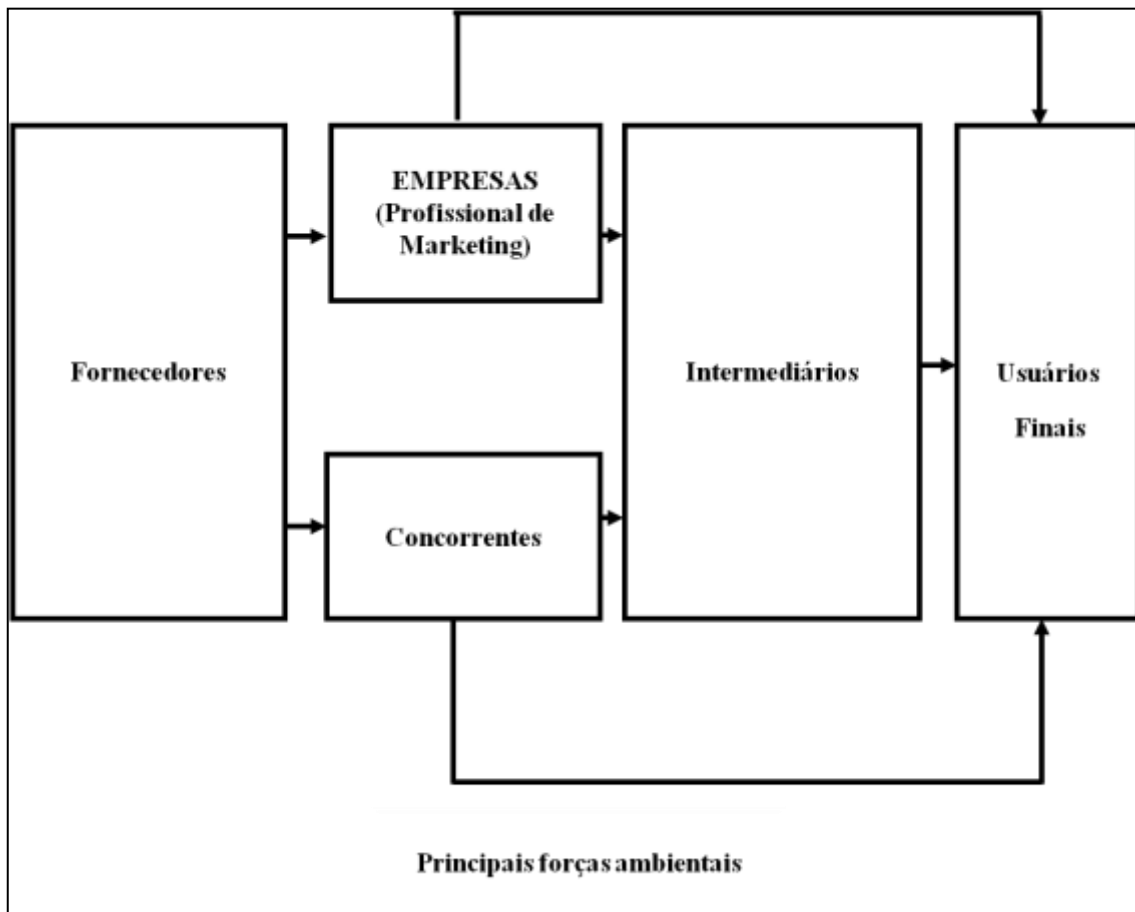 EMPRESAS
(Profissional de
Marketing)
Fornecedores
Intermediários
Usuários
Finais
Concorrentes
Principais forças ambientais